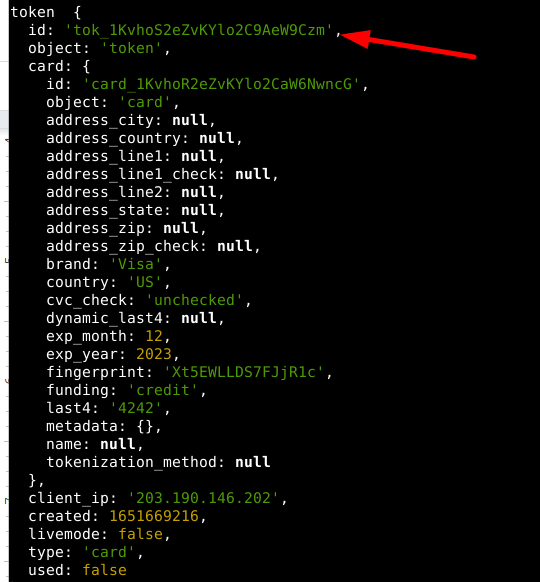 token {
id: 'tok_1KvhoS2eZvKYlo2C9AeW9Czm',
object: 'token',
card: {
id: 'card_1KvhoR2eZvKYlo2CaW6NwncG',
object: 'card',
address_city: null,
address_country: null,
address_line1: null,
address_line1_check: null,
address_line2: null,
address_state: null,
address_zip: null,
address_zip_check: null,
brand: 'Visa',
country: 'US',
cvc_check: 'unchecked',
dynamic_last4: null,
exp_month: 12,
exp_year: 2023,
fingerprint: 'Xt5EWLLDS7FJjR1c',
funding: 'credit',
last4: '4242',
metadata: {},
name: null,
tokenization_method: null
},
client_ip: '203.190.146.202',
created: 1651669216,
livemode: false,
type: 'card',
used: false